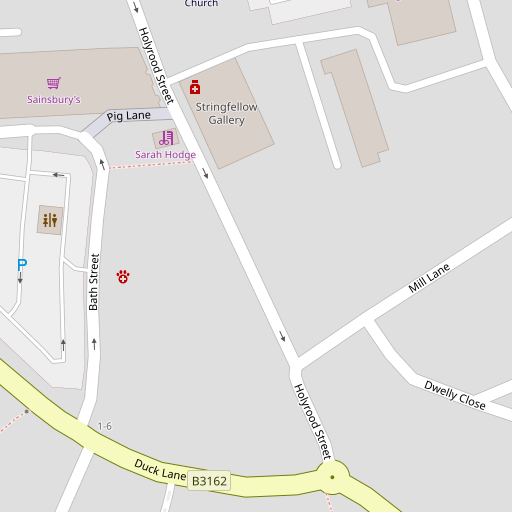 Church
Holyrood Street
Sainsbury's
Stringfellow
Gallery
Pig Lane
Sarah Hodge
P
Bath Street
Mill Lane
Dwelly Close
Holyrood Street
1-6
Duck Lane
B3162